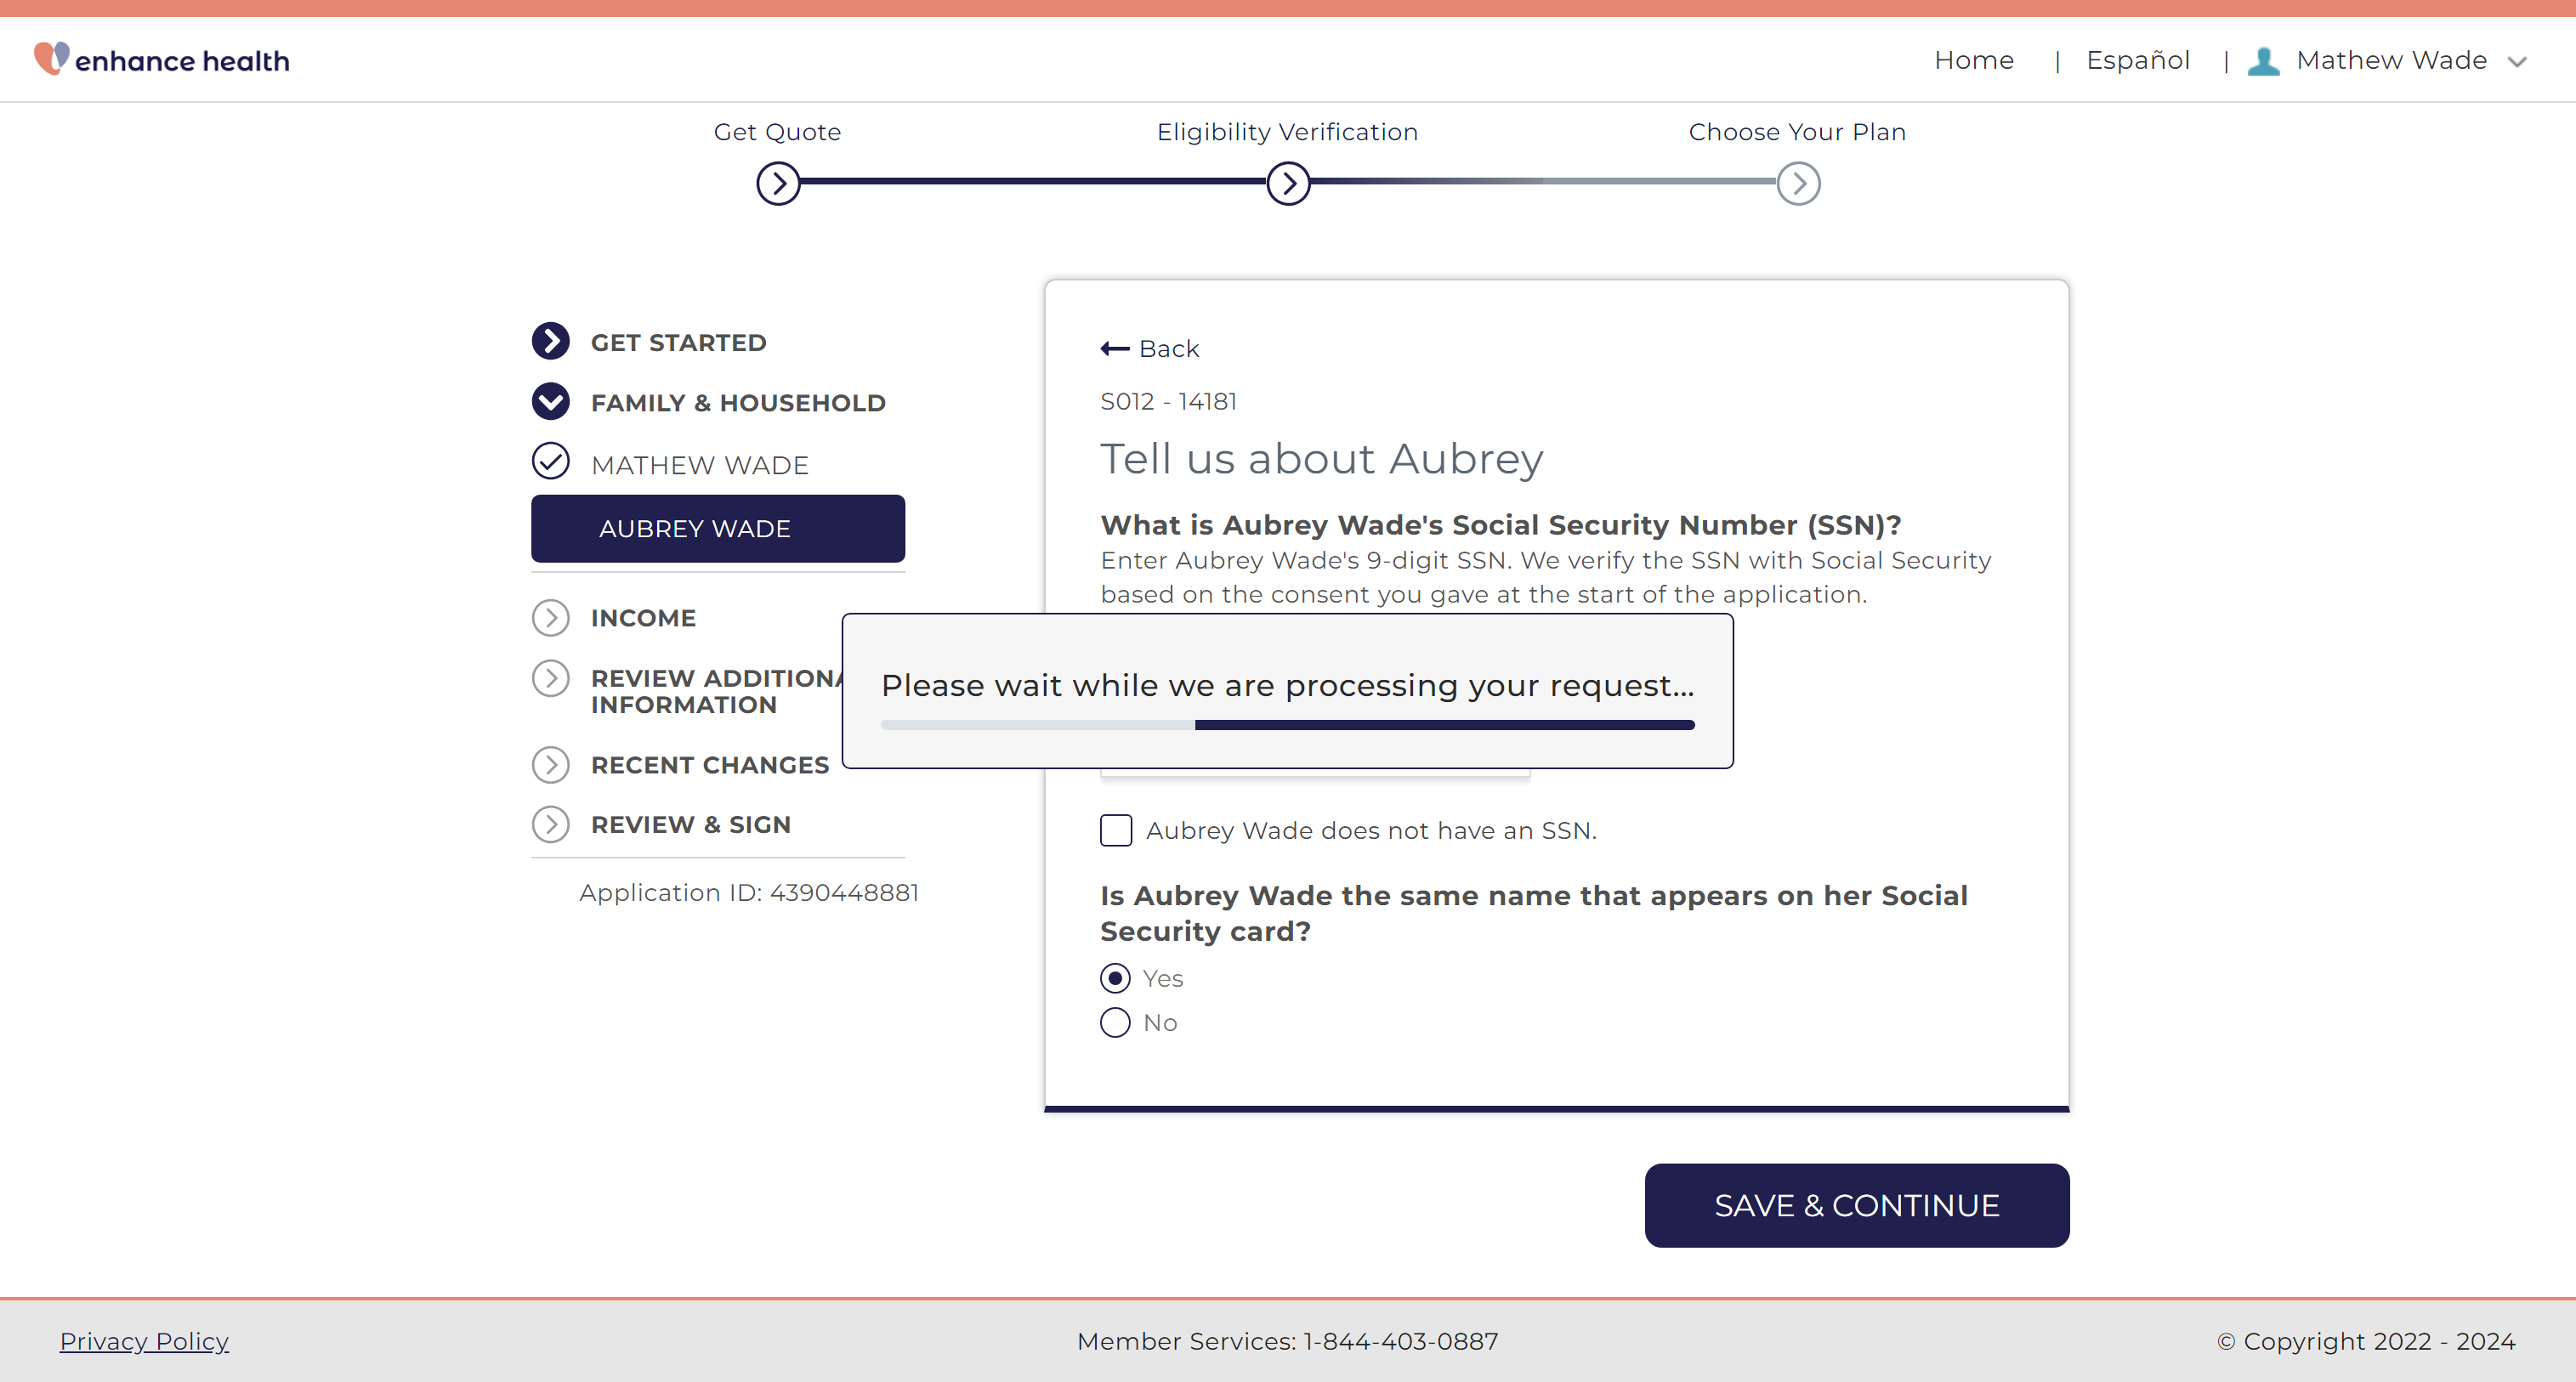 enhance health
Home | Español | Mathew Wade
Get Quote
Eligibility Verification
Choose Your Plan
GET STARTED
FAMILY & HOUSEHOLD
MATHEW WADE
AUBREY WADE
INCOME
REVIEW ADDITIONA
INFORMATION
RECENT CHANGES
REVIEW & SIGN
Application ID: 4390448881
Back
S012 - 14181
Tell us about Aubrey
What is Aubrey Wade's Social Security Number (SSN)?
Enter Aubrey Wade's 9-digit SSN. We verify the SSN with Social Security
based on the consent you gave at the start of the application.
Please wait while we are processing your request...
Aubrey Wade does not have an SSN.
Is Aubrey Wade the same name that appears on her Social
Security card?
Yes
No
SAVE & CONTINUE
Privacy Policy
Member Services: 1-844-403-0887
© Copyright 2022 - 2024